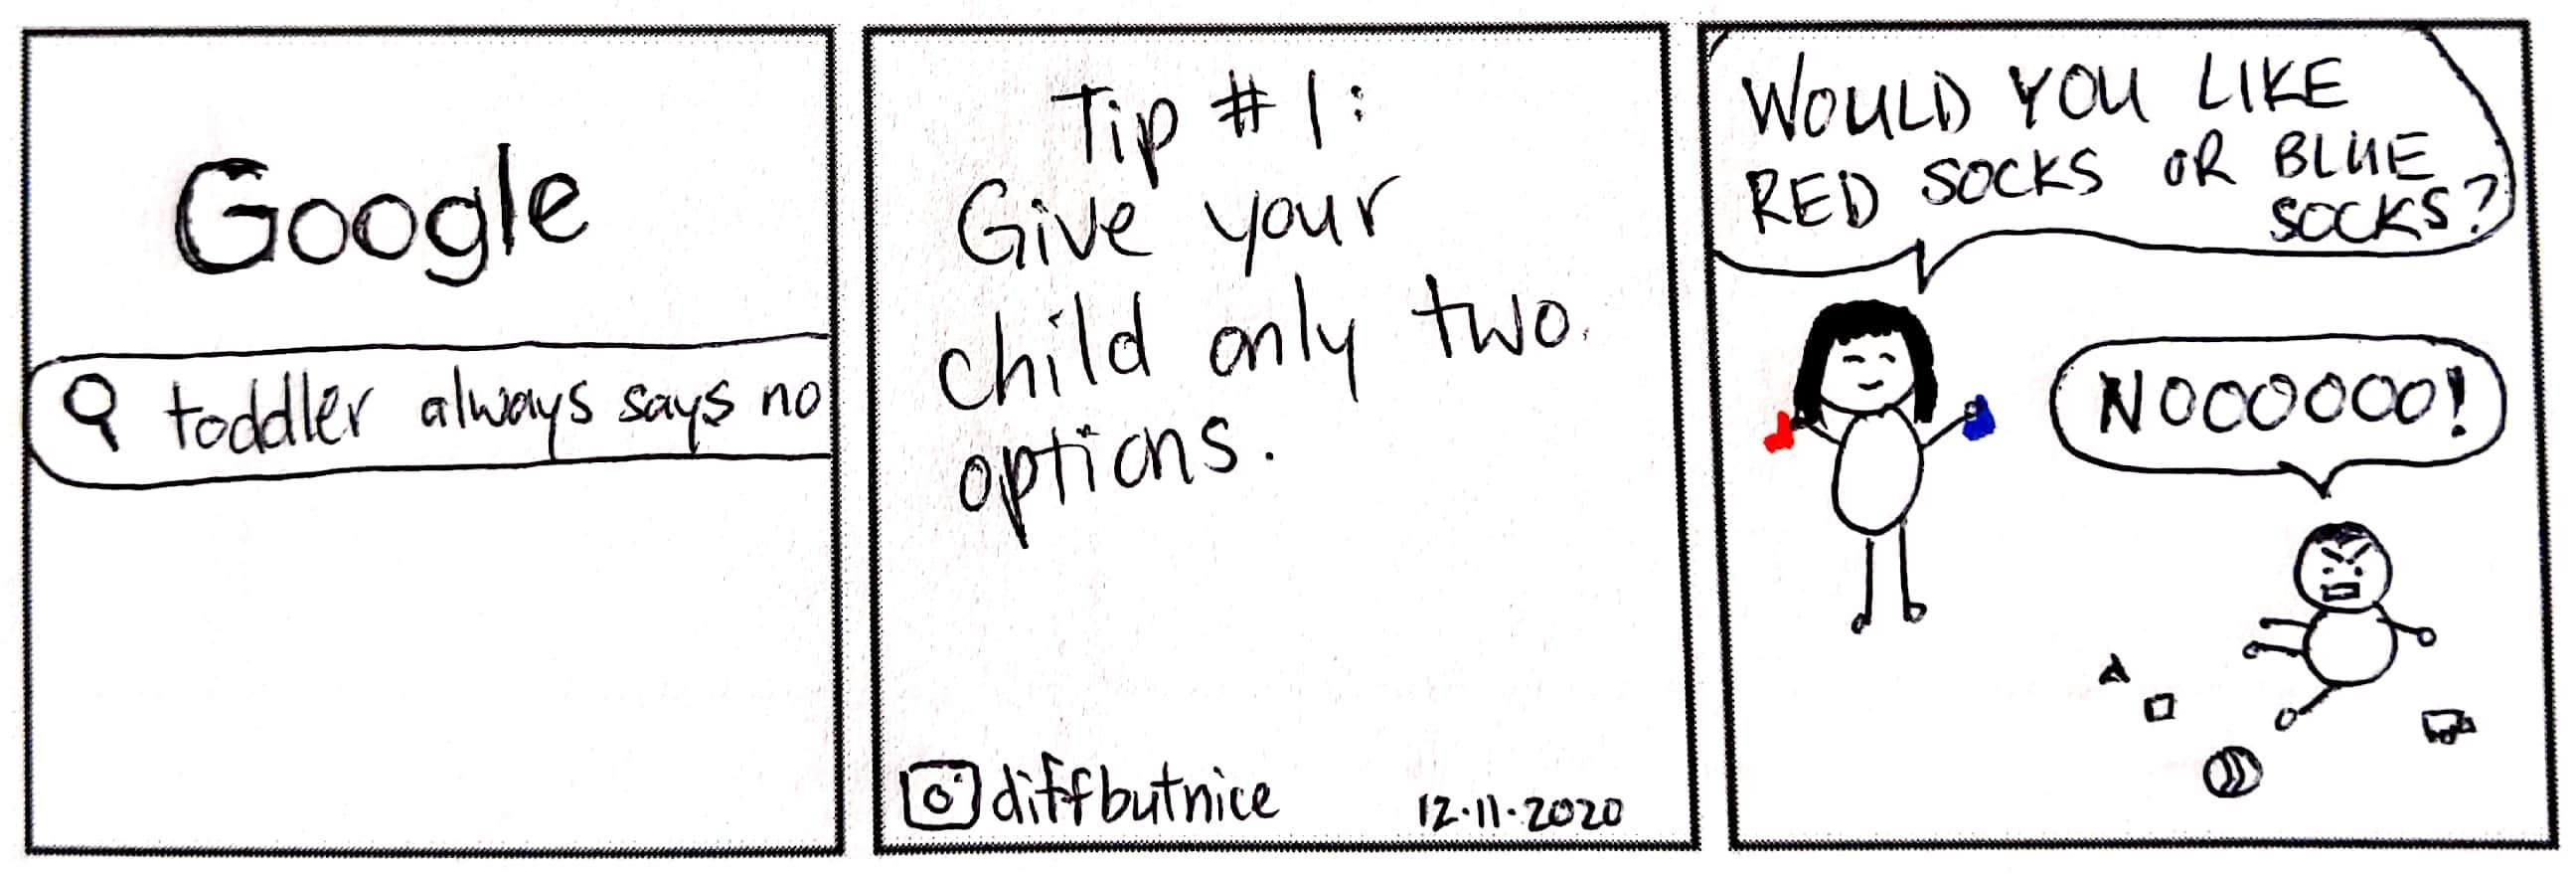 Google
toddler always says no
Tip #1:
Give your
child only two
options.
diffbutnice
12.11.2020
WOULD YOU LIKE
RED SOCKS OR BLUE
SOCKS?
NOOOOOO!